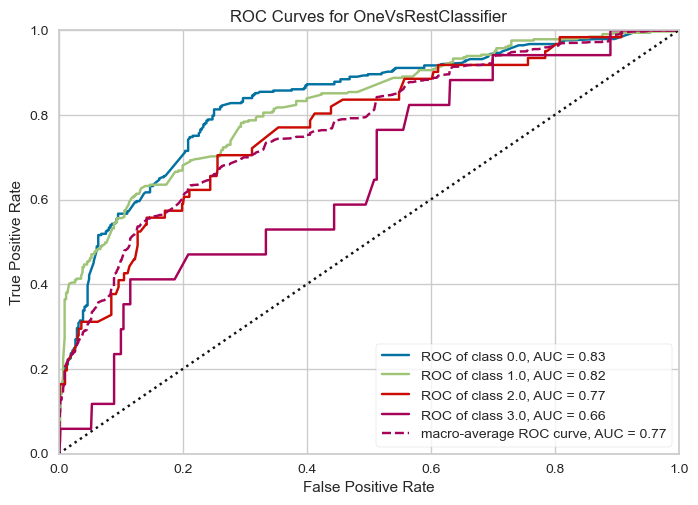 ROC Curves for OneVsRestClassifier
True Positive Rate
1.0
0.8
0.6
0.4
0.2
0.0
ROC of class 0.0, AUC = 0.83
ROC of class 1.0, AUC = 0.82
ROC of class 2.0, AUC = 0.77
ROC of class 3.0, AUC = 0.66
macro-average ROC curve, AUC = 0.77
0.0 0.2 0.4 0.6 0.8 1.0
False Positive Rate